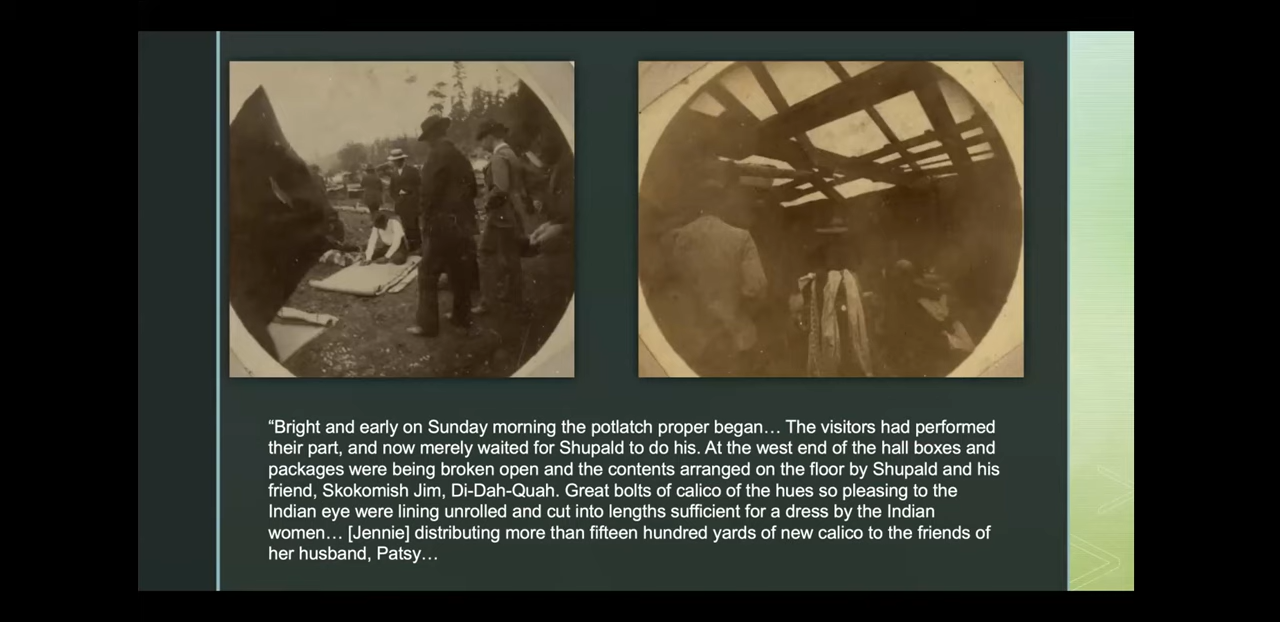 “Bright and early on Sunday morning the potlatch proper began… The visitors had performed
their part, and now merely waited for Shupald to do his. At the west end of the hall boxes and
packages were being broken open and the contents arranged on the floor by Shupald and his
friend, Skokomish Jim, Di-Dah-Quah. Great bolts of calico of the hues so pleasing to the
Indian eye were lining unrolled and cut into lengths sufficient for a dress by the Indian
women… [Jennie] distributing more than fifteen hundred yards of new calico to the friends of
her husband, Patsy…